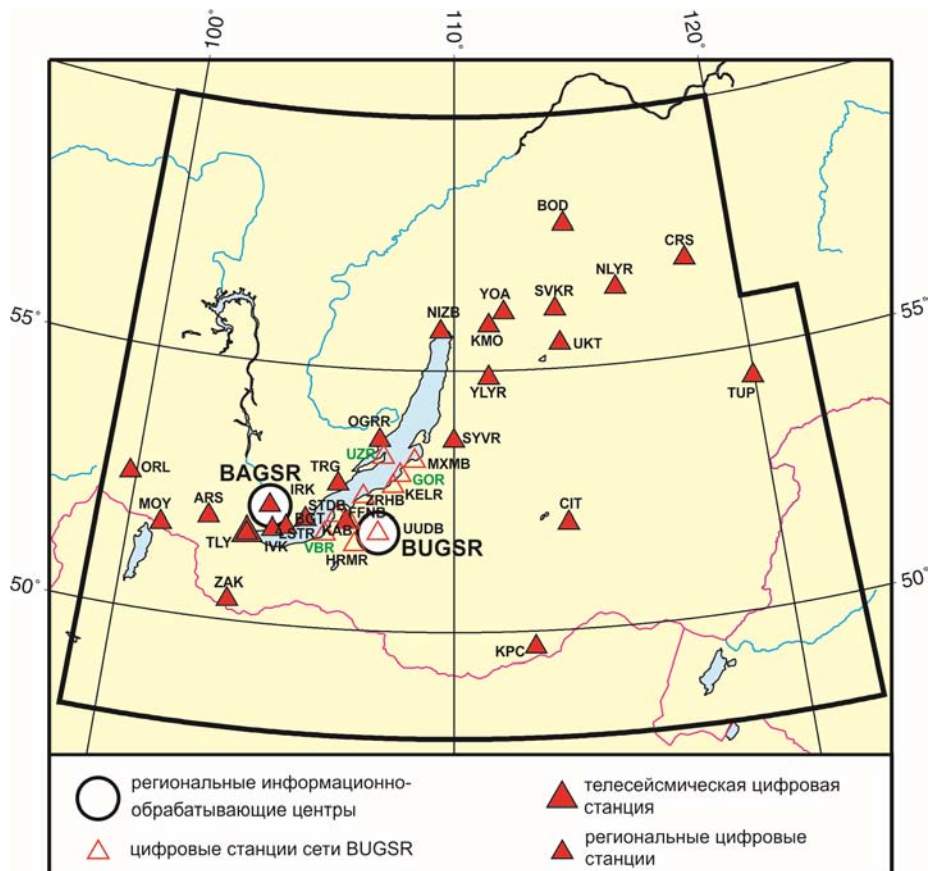 100°
110°
120°
BOD
CRS
NLYR
YOA
SVKR
NIZB
55°
55°
KMO
UKT
YLYR
TUP
OGRR
SYVR
UZR
MXMB
ORL
TRG
GOR
BAGSR
IRK
KELR
MOY
ARS
ZRHB
STDB
FFNB
CIT
BGT
UUDB
TLY
LSTR
KAB
IVK
VBR
BUGSR
HRMR
ZAK
50°
50°
KPC
региональные информационно-
обрабатывающие центры
цифровые станции сети BUGSR
телесейсмическая цифровая
станция
региональные цифровые
станции